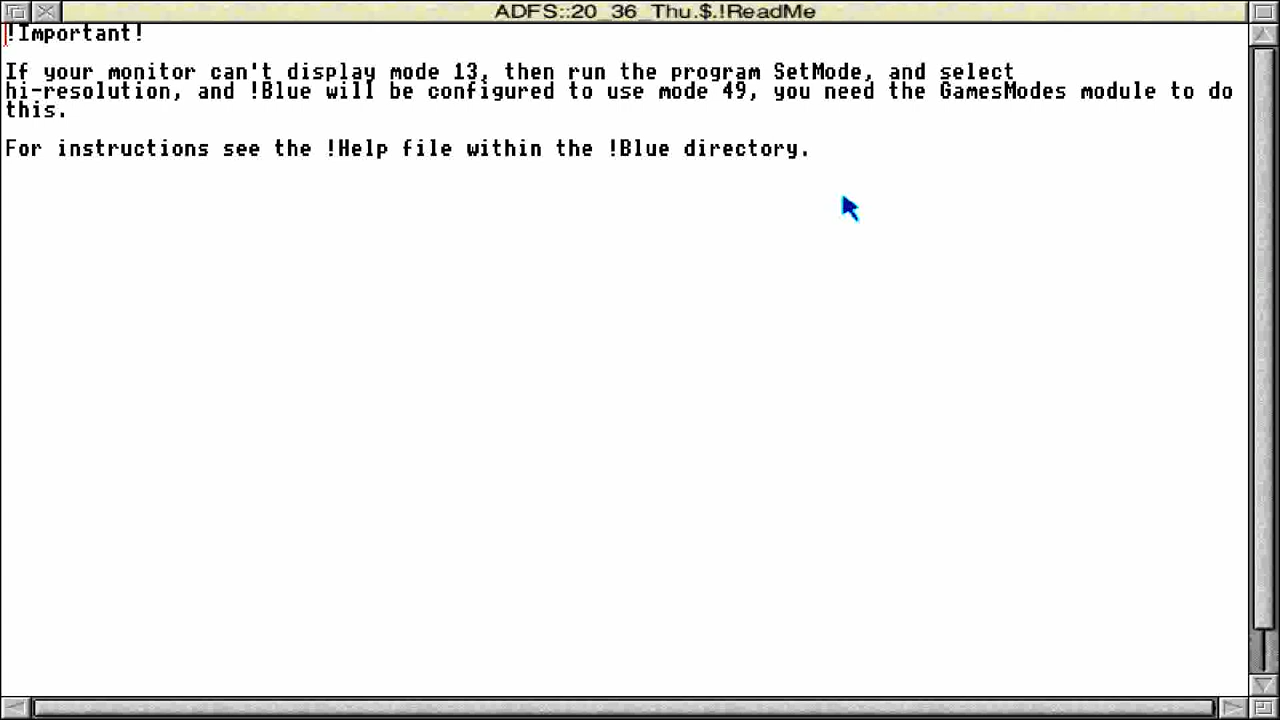 ADFS::20_36_Thu.$.!ReadMe
!Important!
If your monitor can't display mode 13, then run the program SetMode, and select
hi-resolution, and !Blue will be configured to use mode 49, you need the GamesModes module to do
this.
For instructions see the !Help file within the !Blue directory.